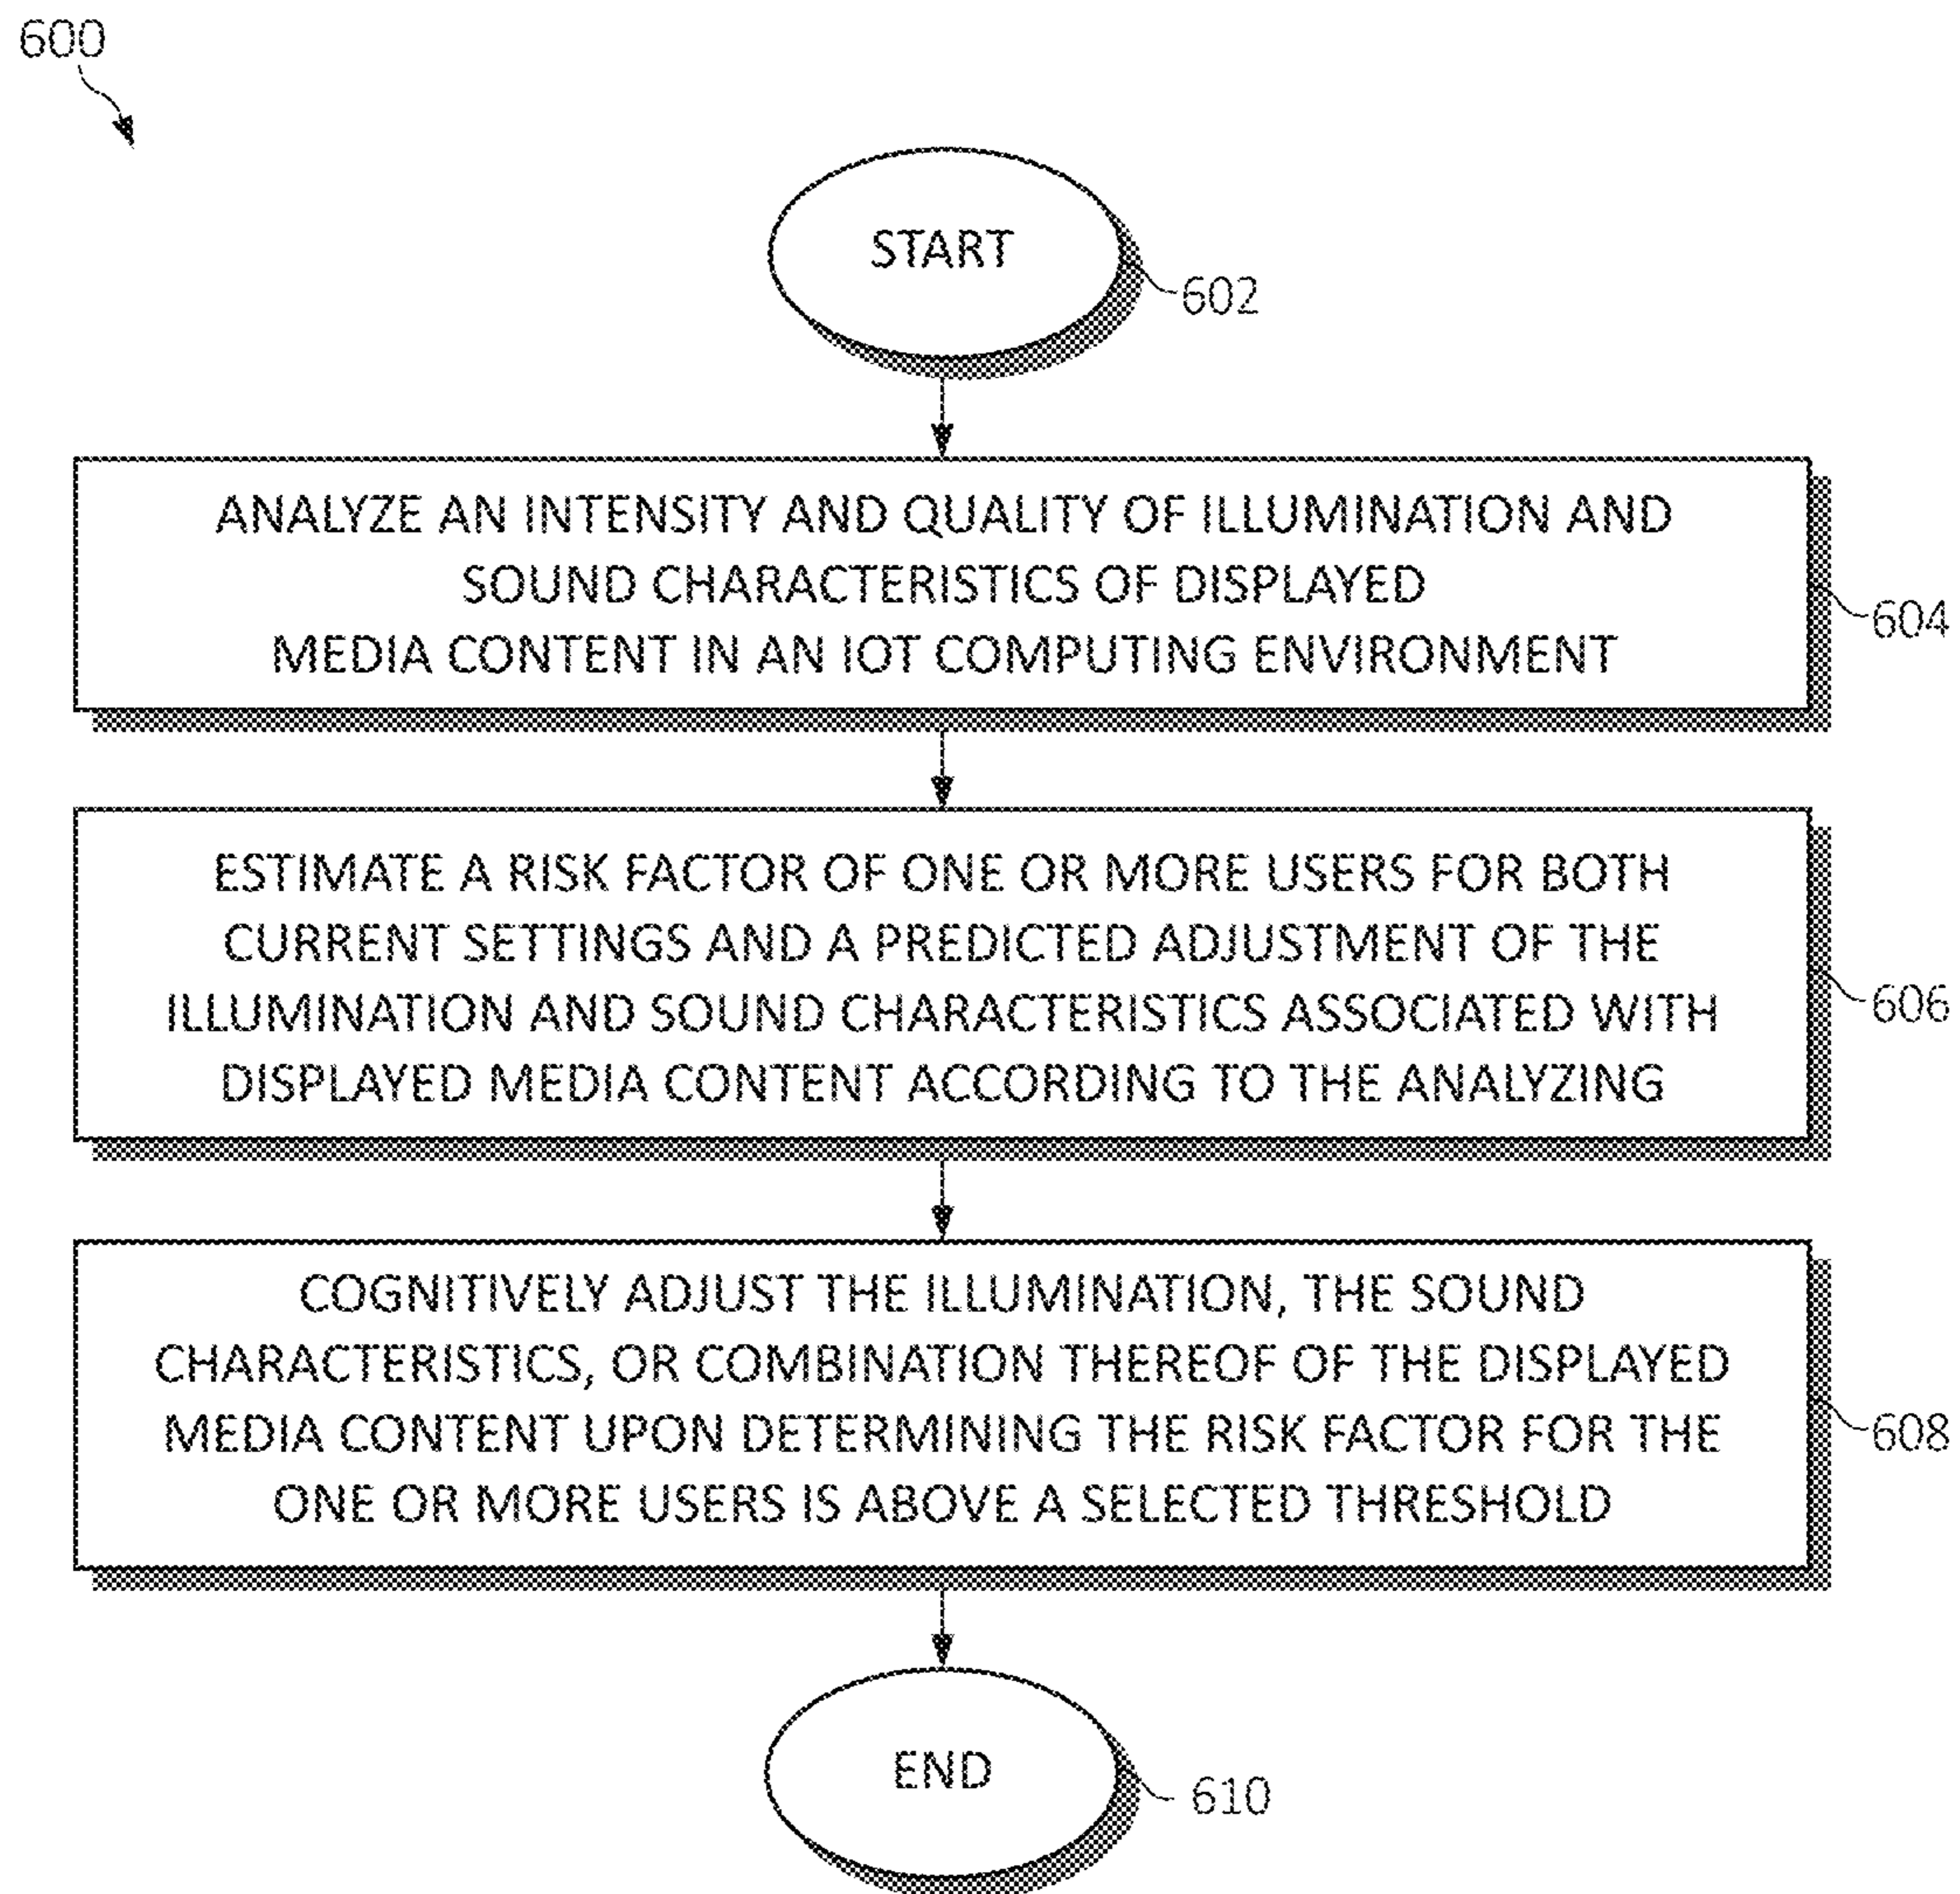 600
START
602
ANALYZE AN INTENSITY AND QUALITY OF ILLUMINATION AND
SOUND CHARACTERISTICS OF DISPLAYED
MEDIA CONTENT IN AN IOT COMPUTING ENVIRONMENT
604
ESTIMATE A RISK FACTOR OF ONE OR MORE USERS FOR BOTH
CURRENT SETTINGS AND A PREDICTED ADJUSTMENT OF THE
ILLUMINATION AND SOUND CHARACTERISTICS ASSOCIATED WITH
DISPLAYED MEDIA CONTENT ACCORDING TO THE ANALYZING
606
COGNITIVELY ADJUST THE ILLUMINATION, THE SOUND
CHARACTERISTICS, OR COMBINATION THEREOF OF THE DISPLAYED
MEDIA CONTENT UPON DETERMINING THE RISK FACTOR FOR THE
ONE OR MORE USERS IS ABOVE A SELECTED THRESHOLD
608
END
610